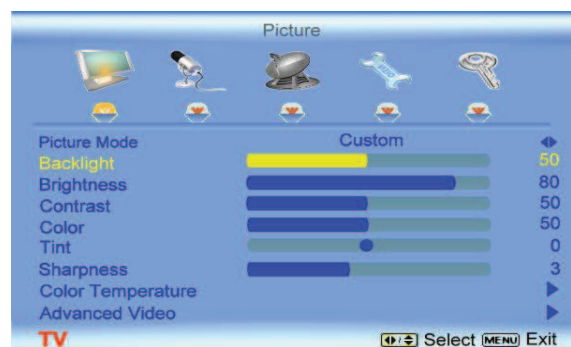 Picture
Picture Mode Custom
Backlight 50
Brightness 80
Contrast 50
Color 50
Tint 0
Sharpness 3
Color Temperature
Advanced Video
TV Select MENU Exit